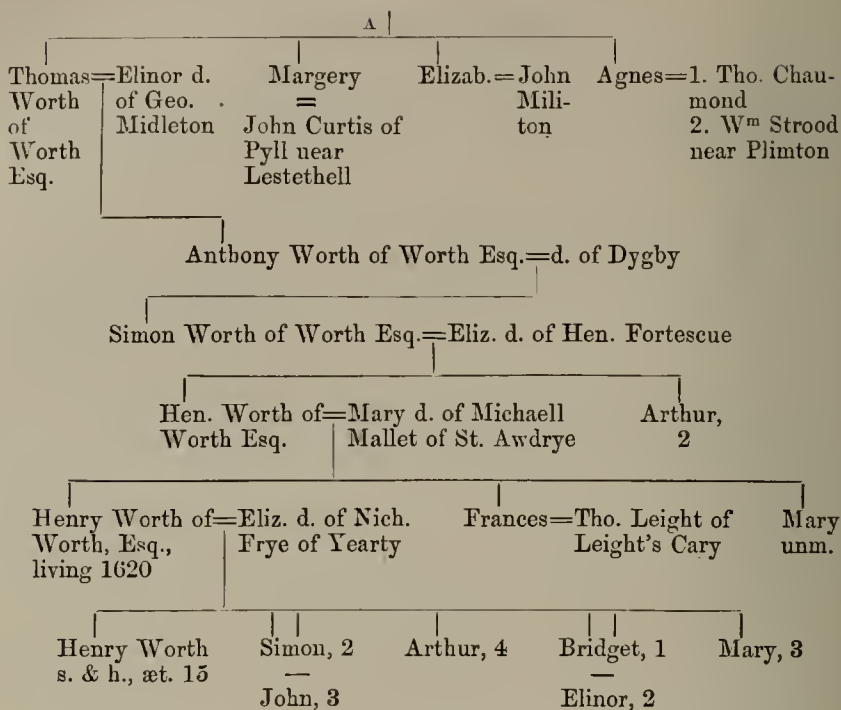 A
Thomas=Elinor d. Margery Elizab.=John Agnes=1. Tho. Chau-
Worth of Geo. = Mili- mond
of Midleton John Curtis of ton 2. Wᵐ Strood
Worth Pyll near near Plimton
Esq. Lestethell
Anthony Worth of Worth Esq.=d. of Dygby
Simon Worth of Worth Esq.=Eliz. d. of Hen. Fortescue
Hen. Worth of=Mary d. of Michaell Arthur,
Worth Esq. Mallet of St. Awdrye 2
Henry Worth of=Eliz. d. of Nich. Frances=Tho. Leight of Mary
Worth, Esq., Frye of Yearty Leight's Cary unm.
living 1620
Henry Worth Simon, 2 Arthur, 4 Bridget, 1 Mary, 3
s. & h., æt. 15 — —
John, 3 Elinor, 2